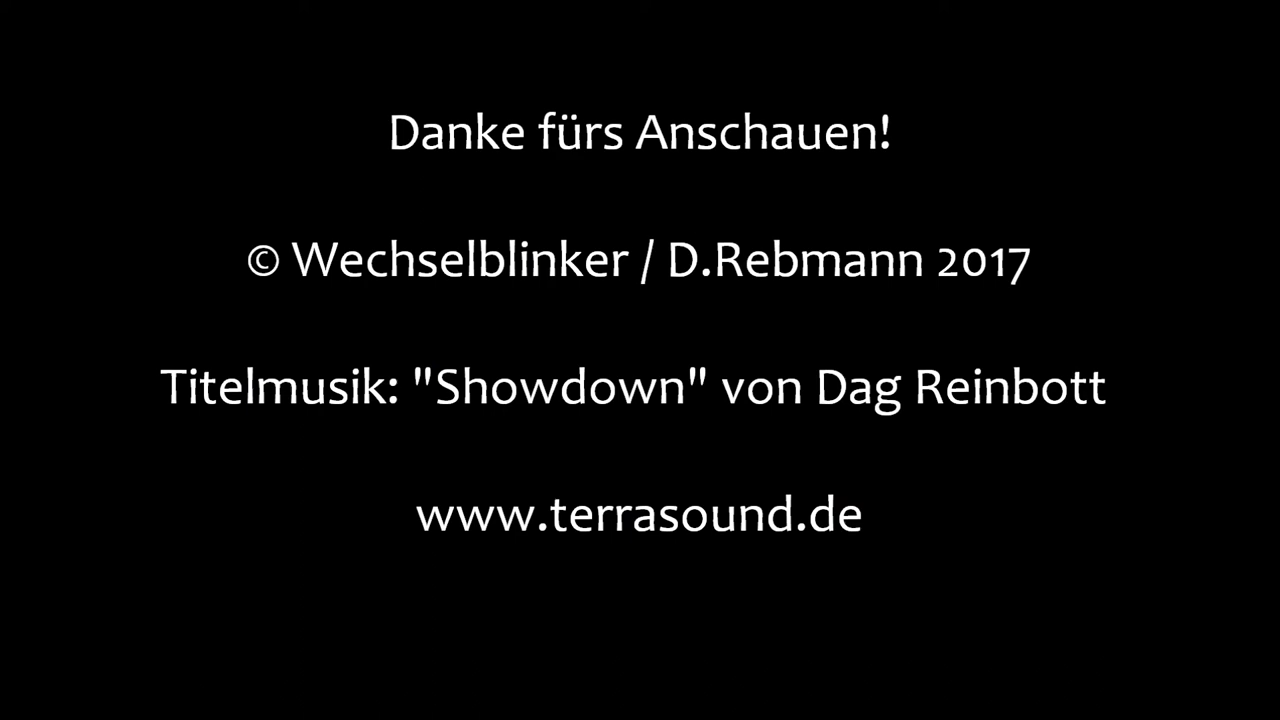 Danke fürs Anschauen!
© Wechselblinker / D.Rebmann 2017
Titelmusik: "Showdown" von Dag Reinbott
www.terrasound.de